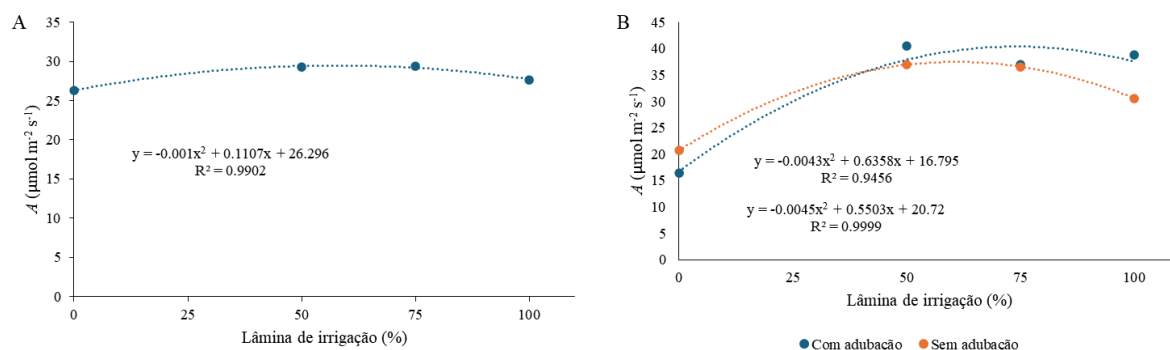 A
35
30
25
20
15
10
5
0
A (µmol m⁻² s⁻¹)
y = -0.001x² + 0.1107x + 26.296
R² = 0.9902
0 25 50 75 100
Lâmina de irrigação (%)
B
45
40
35
30
25
20
15
10
5
0
A (µmol m⁻² s⁻¹)
y = -0.0043x² + 0.6358x + 16.795
R² = 0.9456
y = -0.0045x² + 0.5503x + 20.72
R² = 0.9999
0 25 50 75 100
Lâmina de irrigação (%)
Com adubação Sem adubação